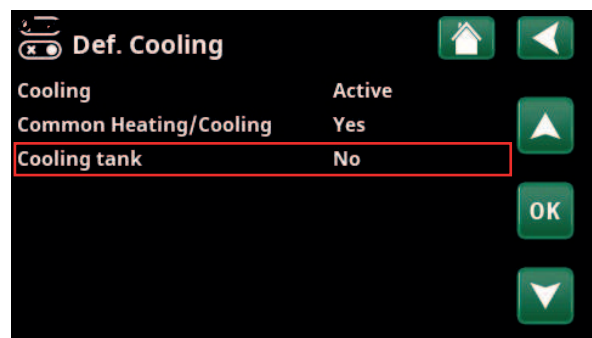 Def. Cooling
Cooling Active
Common Heating/Cooling Yes
Cooling tank No
OK